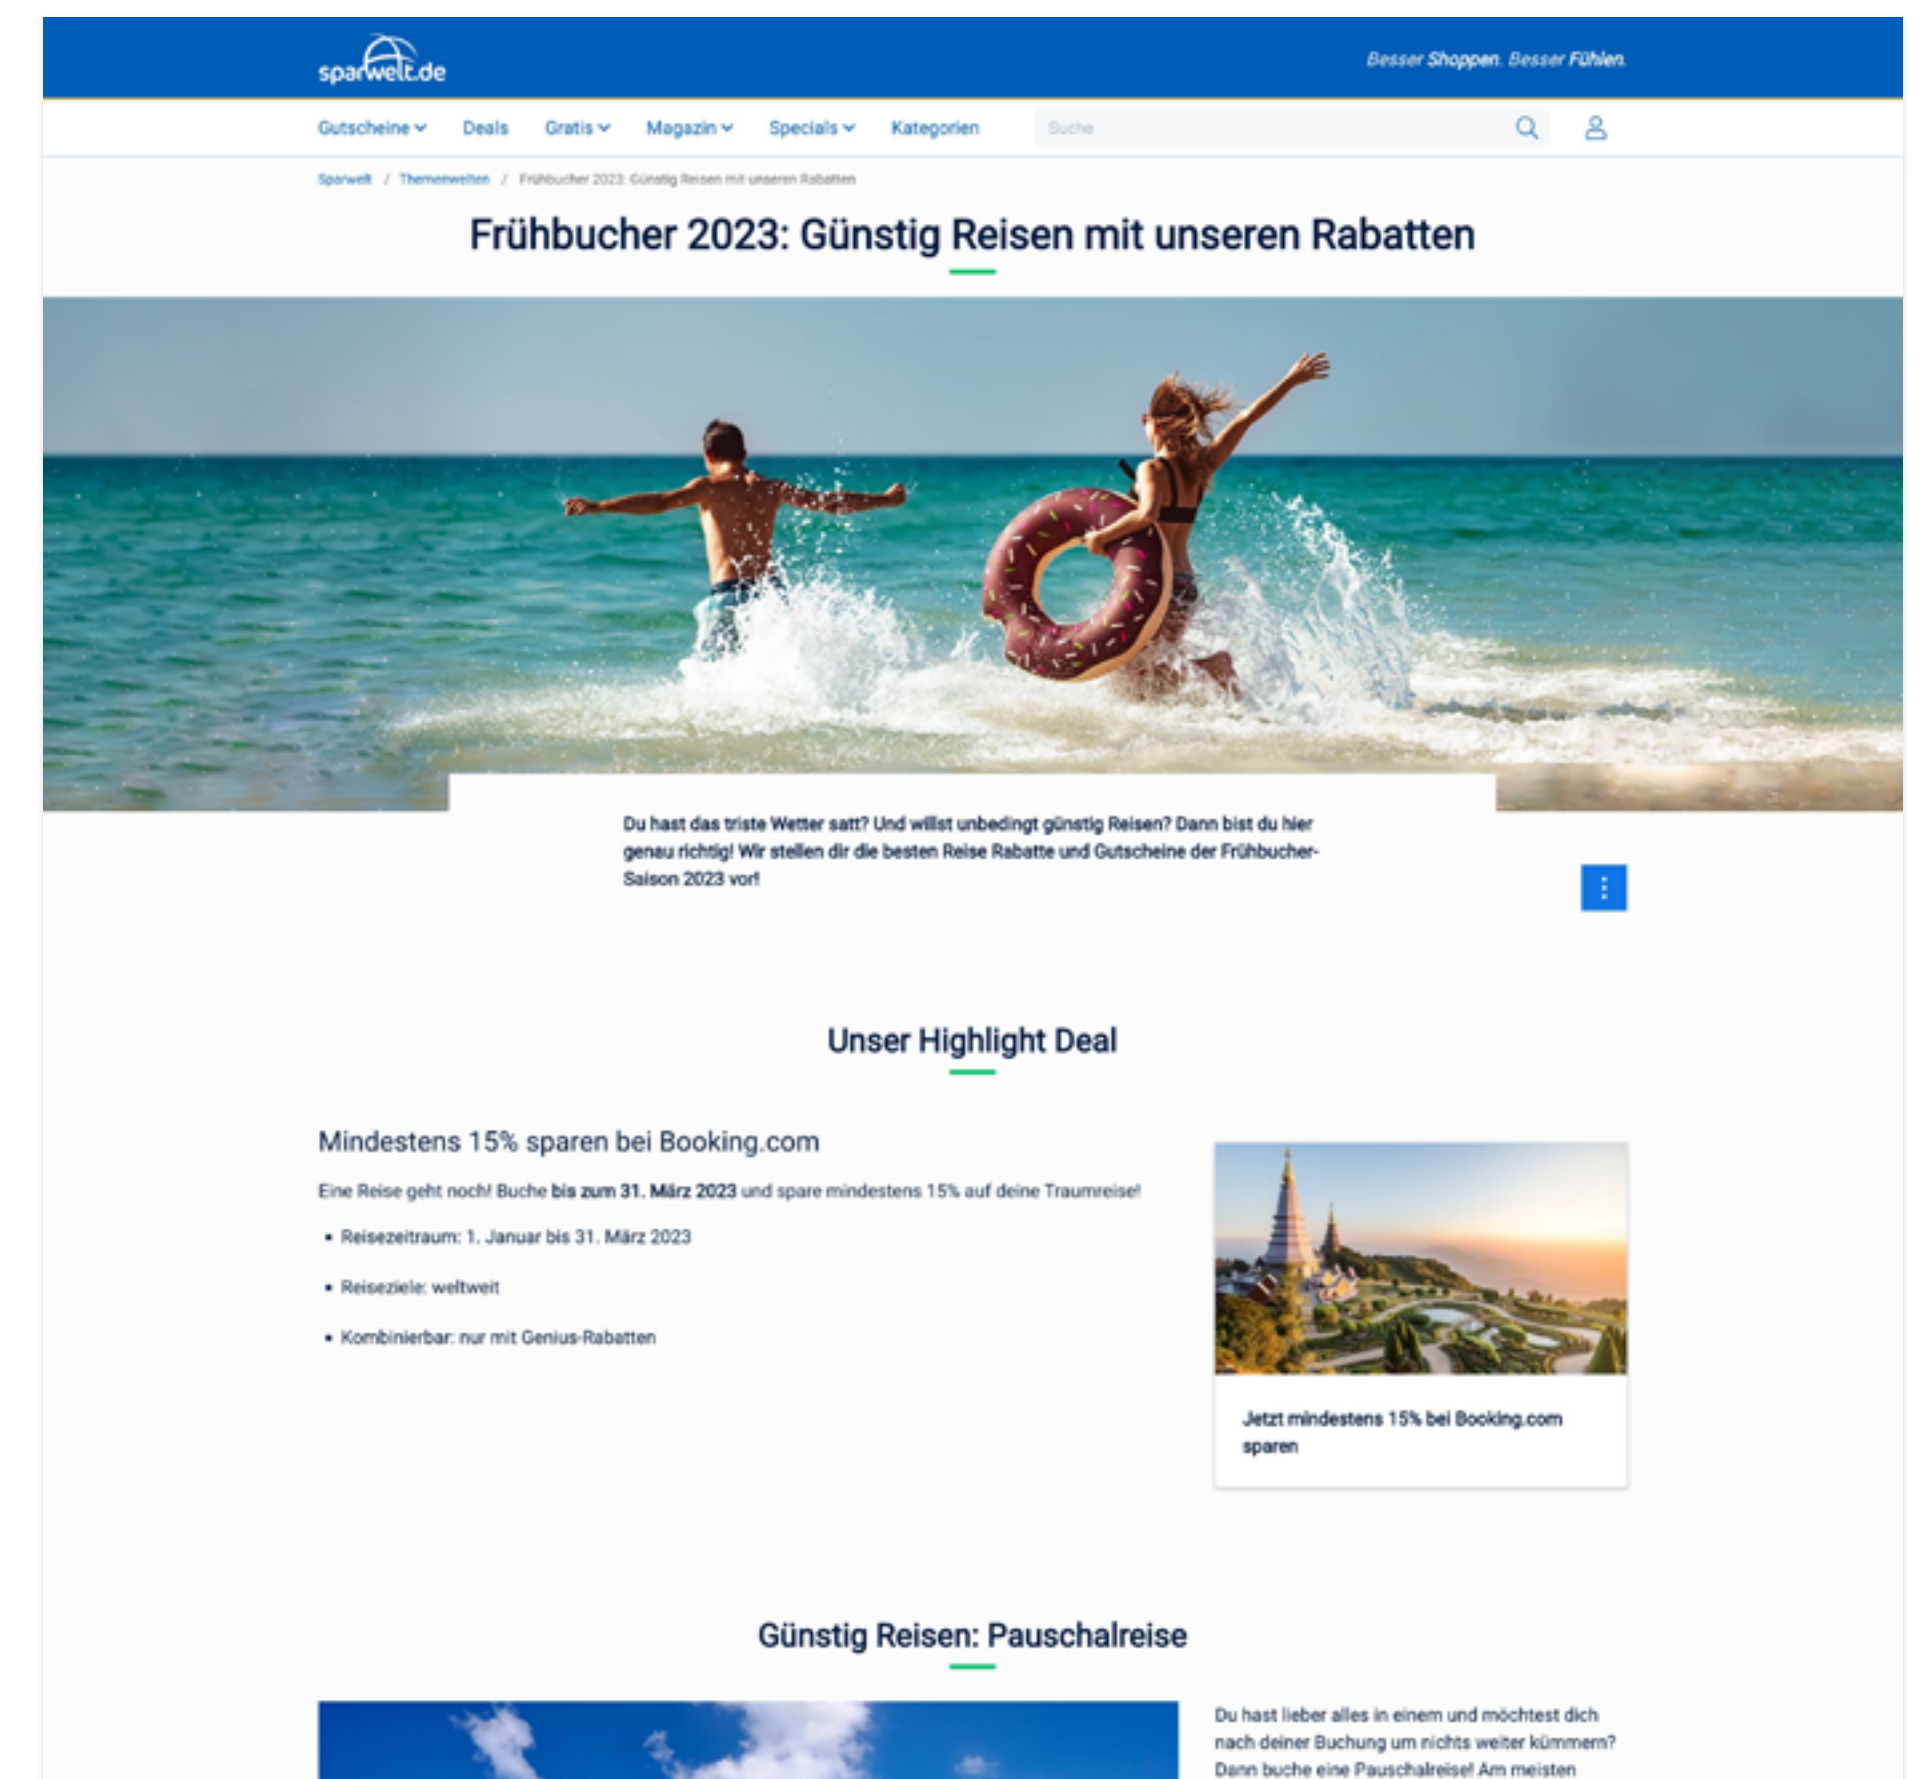 sparwelt.de
Besser Shoppen. Besser Fühlen.
Gutscheine Deals Gratis Magazin Specials Kategorien Suche
Sparwelt / Themenwelten / Frühbucher 2023: Günstig Reisen mit unseren Rabatten
Frühbucher 2023: Günstig Reisen mit unseren Rabatten
Du hast das triste Wetter satt? Und willst unbedingt günstig Reisen? Dann bist du hier
genau richtig! Wir stellen dir die besten Reise Rabatte und Gutscheine der Frühbucher-
Saison 2023 vor!
Unser Highlight Deal
Mindestens 15% sparen bei Booking.com
Eine Reise geht noch! Buche bis zum 31. März 2023 und spare mindestens 15% auf deine Traumreise!
▪ Reisezeitraum: 1. Januar bis 31. März 2023
▪ Reiseziele: weltweit
▪ Kombinierbar: nur mit Genius-Rabatten
Jetzt mindestens 15% bei Booking.com
sparen
Günstig Reisen: Pauschalreise
Du hast lieber alles in einem und möchtest dich
nach deiner Buchung um nichts weiter kümmern?
Dann buche eine Pauschalreise! Am meisten